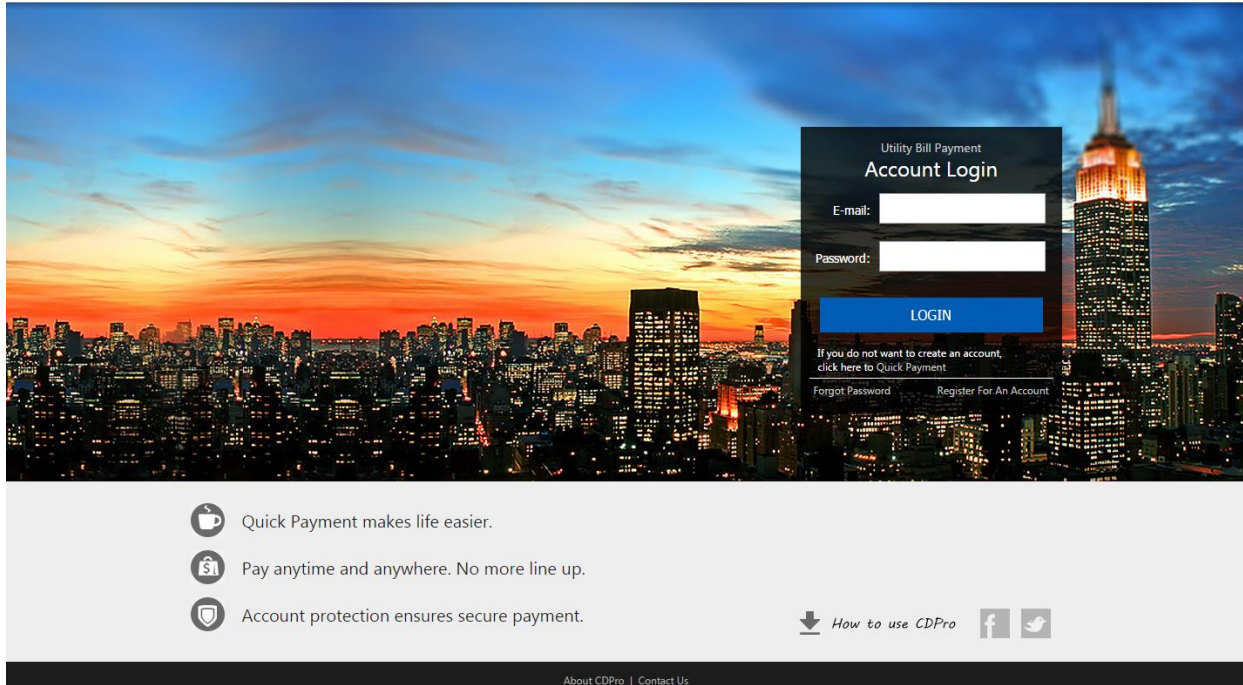 Utility Bill Payment
Account Login
E-mail:
Password:
LOGIN
If you do not want to create an account,
click here to Quick Payment
Forgot Password Register For An Account
Quick Payment makes life easier.
Pay anytime and anywhere. No more line up.
Account protection ensures secure payment.
How to use CDPro
About CDPro | Contact Us